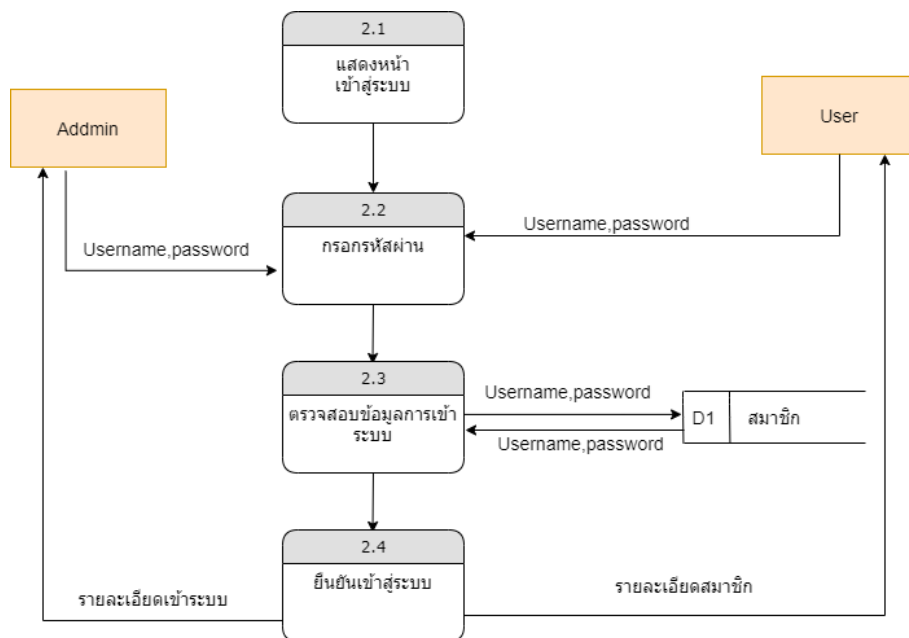 2.1
แสดงหน้า
เข้าสู่ระบบ
Addmin
User
2.2
กรอกรหัสผ่าน
Username,password
Username,password
2.3
ตรวจสอบข้อมูลการเข้า
ระบบ
Username,password
Username,password
D1
สมาชิก
2.4
ยืนยันเข้าสู่ระบบ
รายละเอียดเข้าระบบ
รายละเอียดสมาชิก